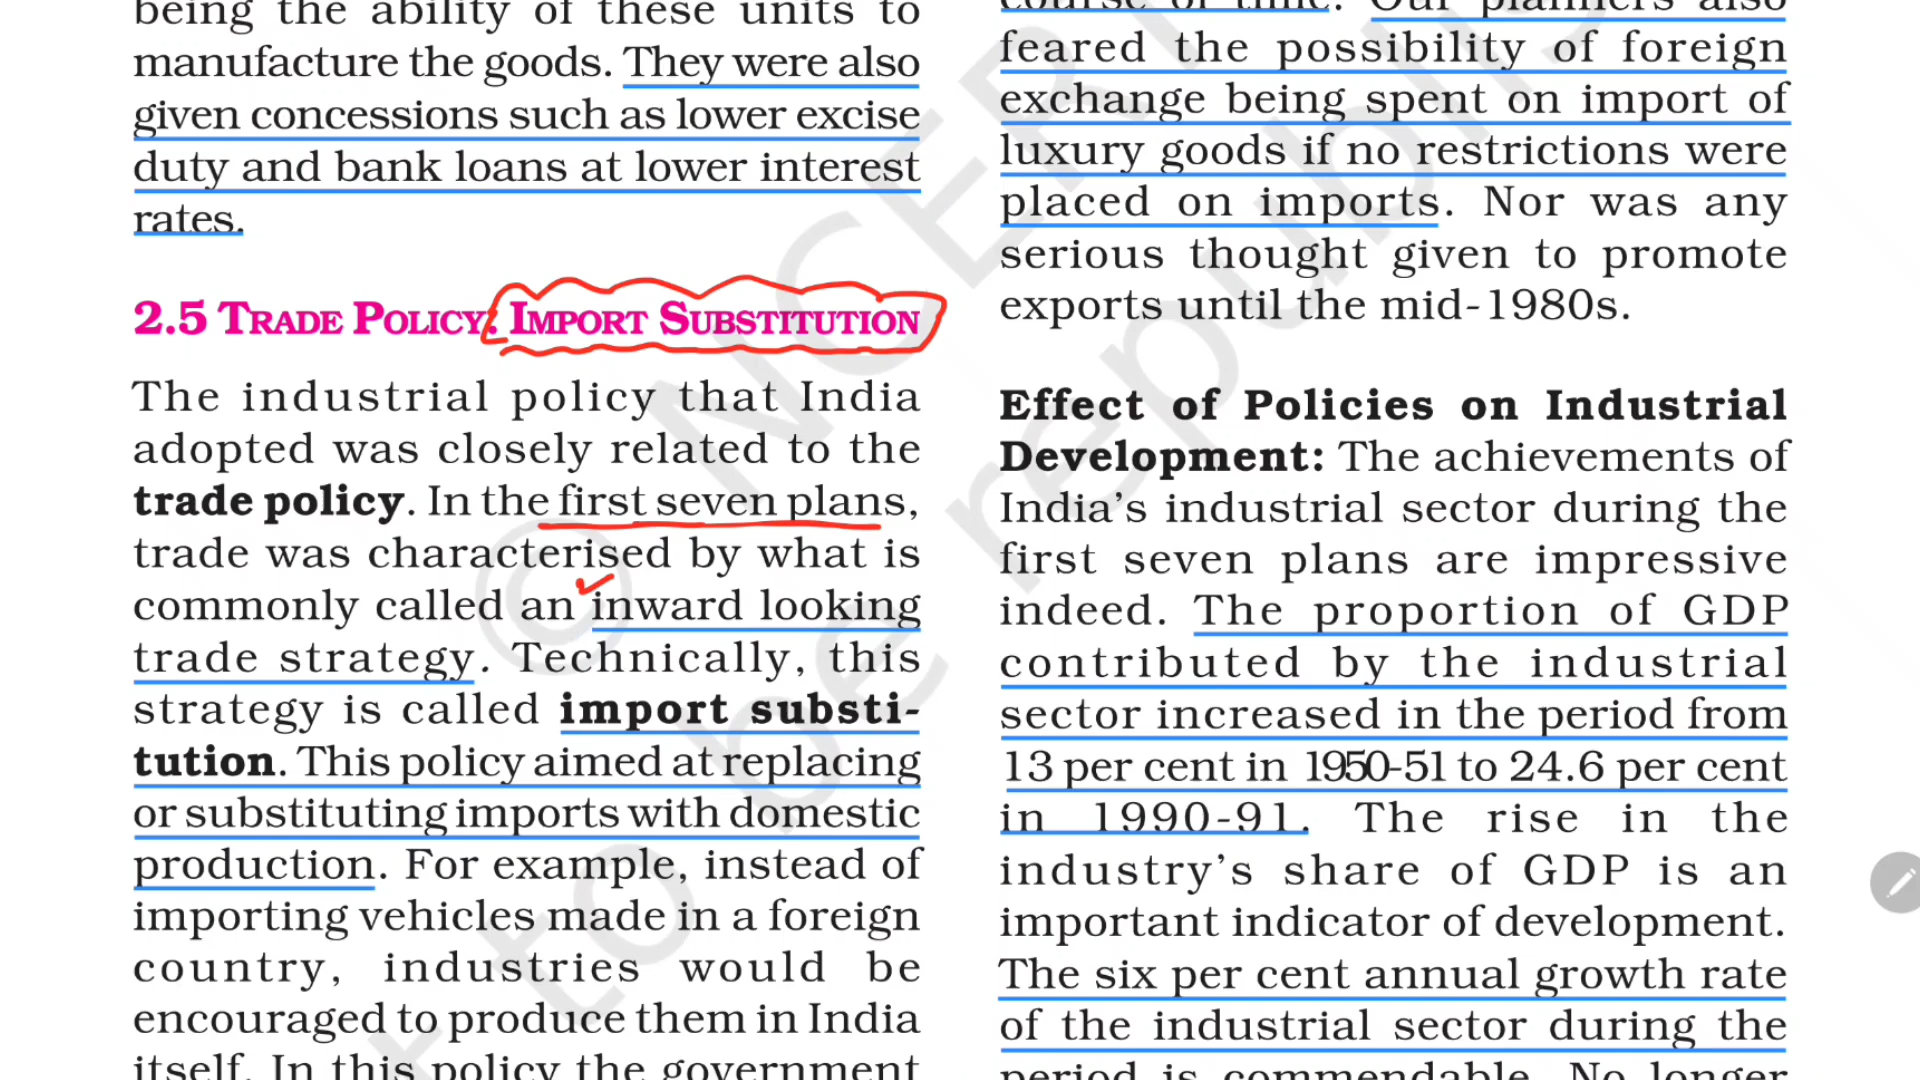 being the ability of these units to
manufacture the goods. They were also
given concessions such as lower excise
duty and bank loans at lower interest
rates.
2.5 TRADE POLICY: IMPORT SUBSTITUTION
The industrial policy that India
adopted was closely related to the
trade policy. In the first seven plans,
trade was characterised by what is
commonly called an inward looking
trade strategy. Technically, this
strategy is called import substi-
tution. This policy aimed at replacing
or substituting imports with domestic
production. For example, instead of
importing vehicles made in a foreign
country, industries would be
encouraged to produce them in India
itself. In this policy the government
course of time. Our planners also
feared the possibility of foreign
exchange being spent on import of
luxury goods if no restrictions were
placed on imports. Nor was any
serious thought given to promote
exports until the mid-1980s.
Effect of Policies on Industrial
Development: The achievements of
India's industrial sector during the
first seven plans are impressive
indeed. The proportion of GDP
contributed by the industrial
sector increased in the period from
13 per cent in 1950-51 to 24.6 per cent
in 1990-91. The rise in the
industry's share of GDP is an
important indicator of development.
The six per cent annual growth rate
of the industrial sector during the
period is commendable. No longer
© NCERT
to be republis